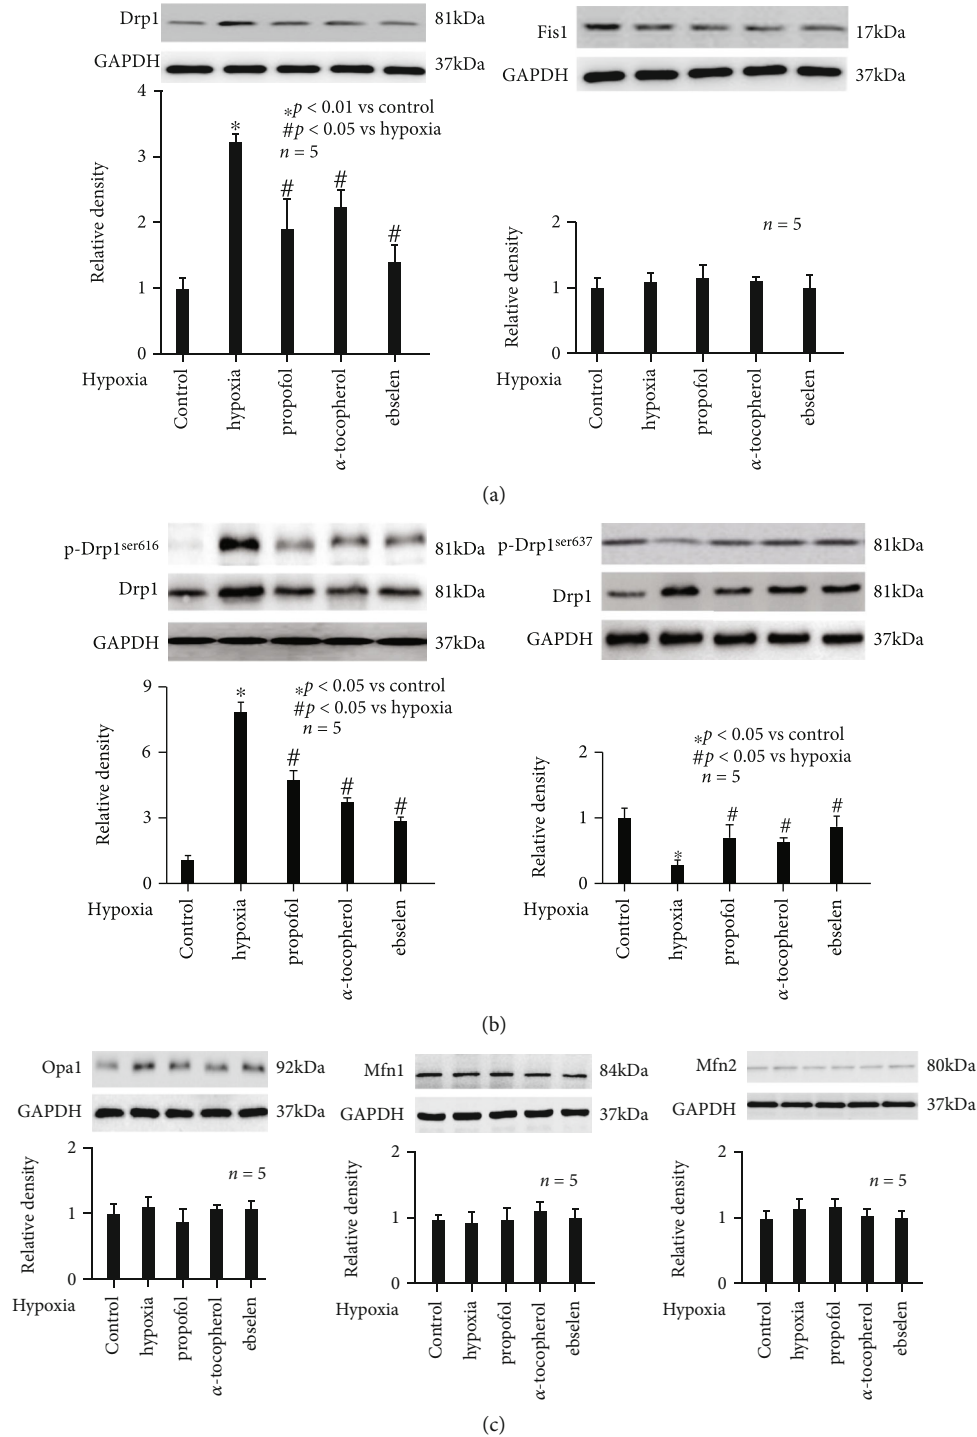 Drp1 81kDa
GAPDH 37kDa
4
3
2
1
0
Relative density
*p < 0.01 vs control
#p < 0.05 vs hypoxia
n = 5
*
#
#
#
Hypoxia
Control
hypoxia
propofol
α-tocopherol
ebselen
Fis1 17kDa
GAPDH 37kDa
2
1
0
Relative density
n = 5
Control
hypoxia
propofol
α-tocopherol
ebselen
Hypoxia
(a)
p-Drp1ser616 81kDa
Drp1 81kDa
GAPDH 37kDa
9
6
3
0
Relative density
*p < 0.05 vs control
#p < 0.05 vs hypoxia
n = 5
*
#
#
#
Hypoxia
Control
hypoxia
propofol
α-tocopherol
ebselen
p-Drp1ser637 81kDa
Drp1 81kDa
GAPDH 37kDa
2
1
0
Relative density
*p < 0.05 vs control
#p < 0.05 vs hypoxia
n = 5
*
#
#
#
Hypoxia
Control
hypoxia
propofol
α-tocopherol
ebselen
(b)
Opa1 92kDa
GAPDH 37kDa
2
1
0
Relative density
n = 5
Hypoxia
Control
hypoxia
propofol
α-tocopherol
ebselen
Mfn1 84kDa
GAPDH 37kDa
2
1
0
Relative density
n = 5
Hypoxia
Control
hypoxia
propofol
α-tocopherol
ebselen
Mfn2 80kDa
GAPDH 37kDa
2
1
0
Relative density
n = 5
Hypoxia
Control
hypoxia
propofol
α-tocopherol
ebselen
(c)